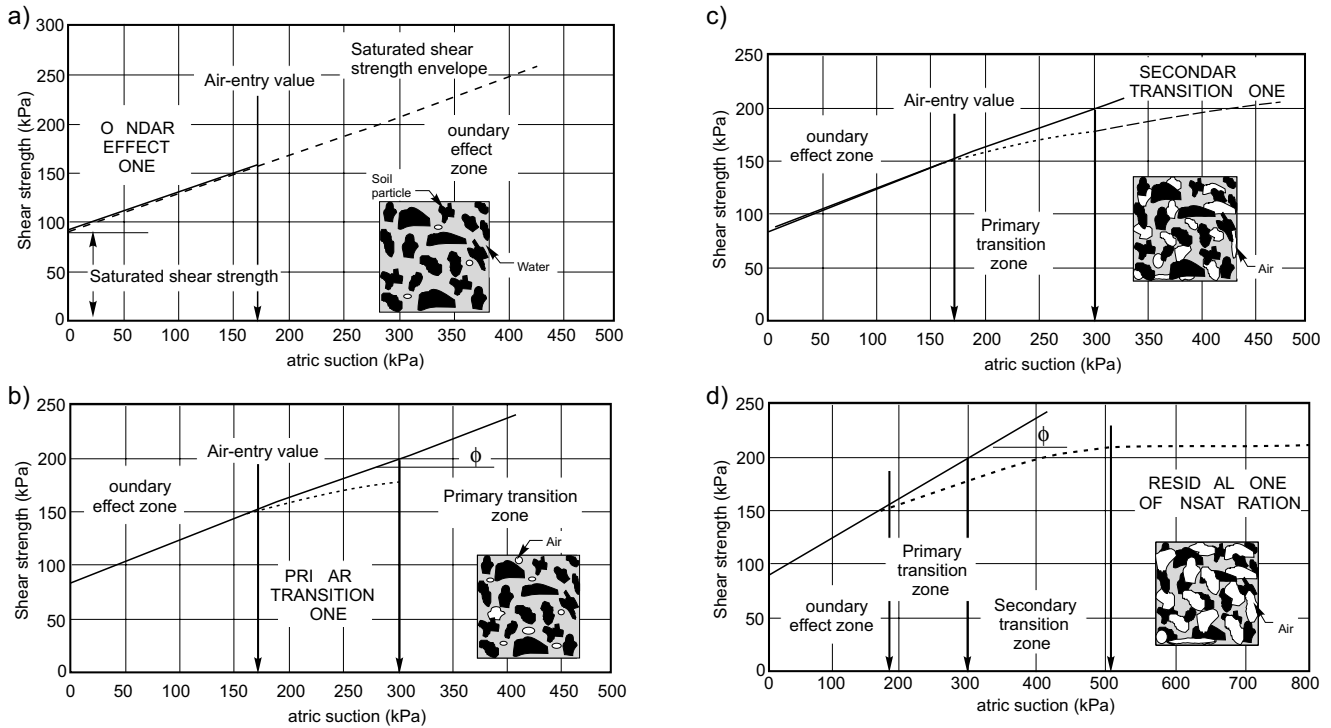 a)
300
250
200
150
100
50
0
Shear strength (kPa)
Saturated shear
strength envelope
Air-entry value
O NDAR
EFFECT
ONE
oundary
effect
zone
Soil
particle
Water
Saturated shear strength
0 50 100 150 200 250 300 350 400 450 500
atric suction (kPa)
b)
250
200
150
100
50
0
Shear strength (kPa)
Air-entry value
ϕ
oundary
effect zone
Primary transition
zone
Air
PRI AR
TRANSITION
ONE
0 50 100 150 200 250 300 350 400 450 500
atric suction (kPa)
c)
250
200
150
100
50
0
Shear strength (kPa)
SECONDAR
TRANSITION ONE
Air-entry value
oundary
effect zone
Primary
transition
zone
Air
0 50 100 150 200 250 300 350 400 450 500
atric suction (kPa)
d)
250
200
150
100
50
0
Shear strength (kPa)
ϕ
RESID AL ONE
OF NSAT RATION
Primary
transition
zone
oundary
effect zone
Secondary
transition
zone
Air
0 100 200 300 400 500 600 700 800
atric suction (kPa)